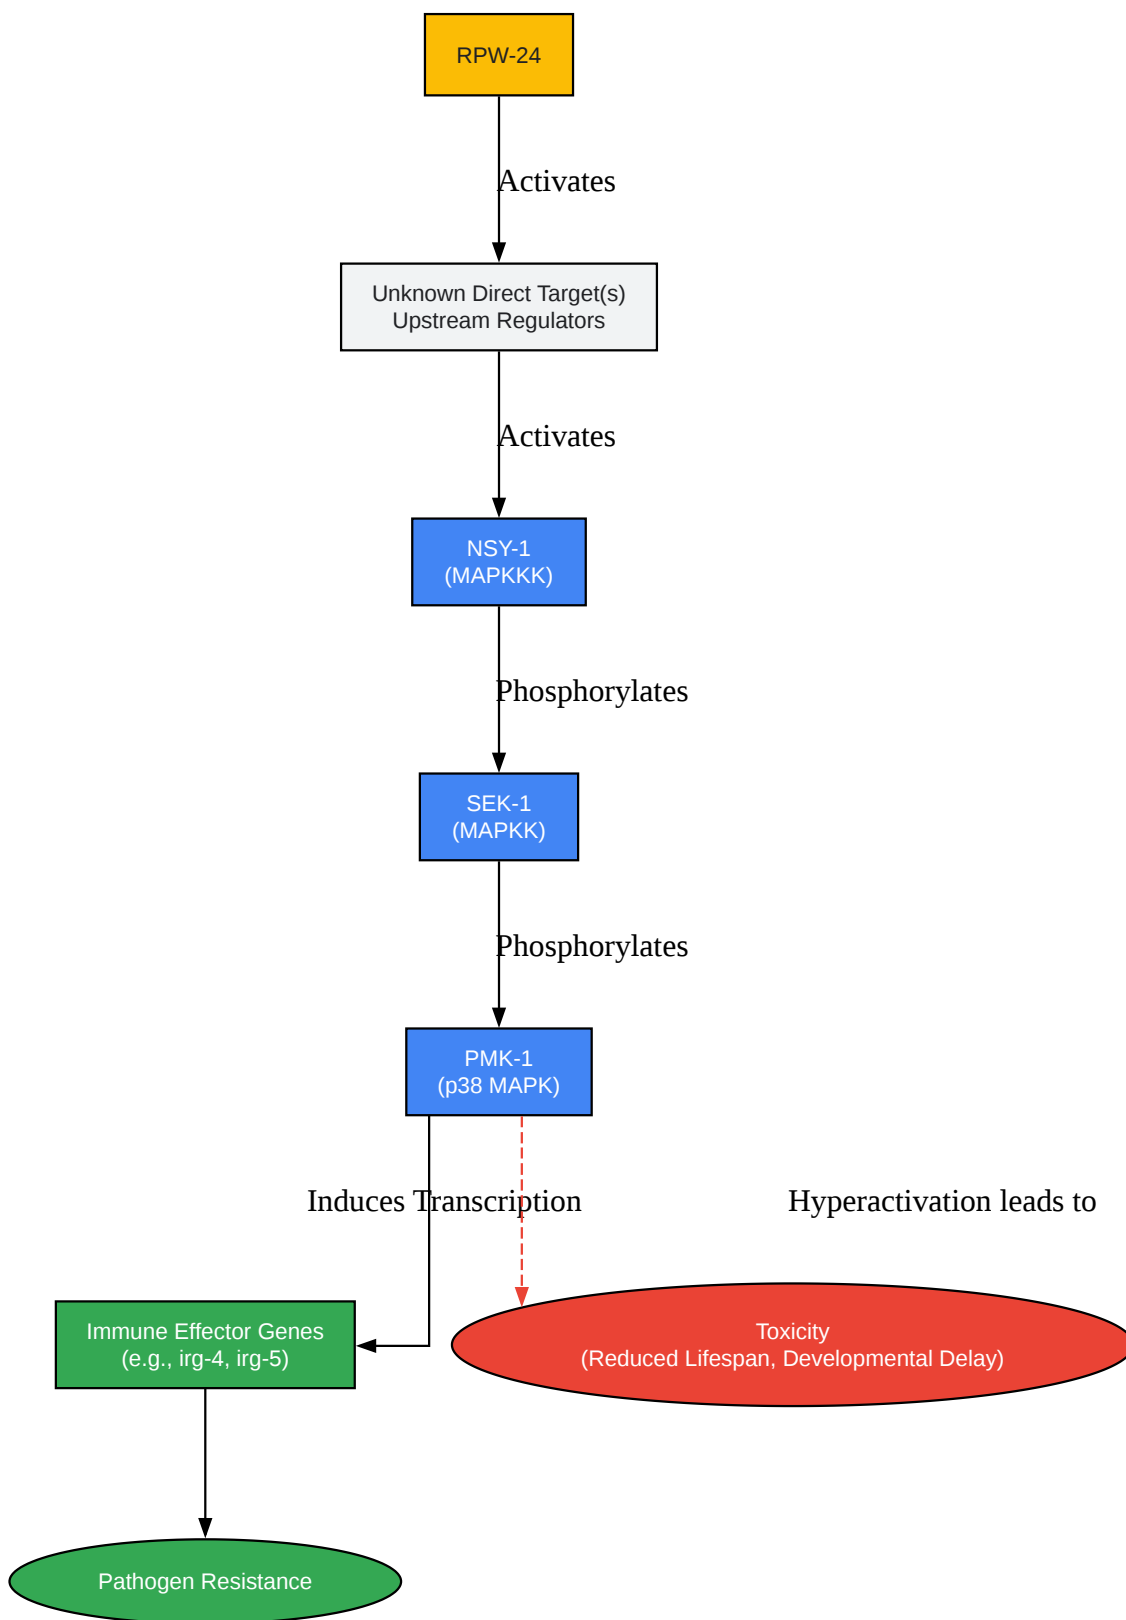 RPW-24
Activates
Unknown Direct Target(s)
Upstream Regulators
Activates
NSY-1
(MAPKKK)
Phosphorylates
SEK-1
(MAPKK)
Phosphorylates
PMK-1
(p38 MAPK)
Induces Transcription
Hyperactivation leads to
Immune Effector Genes
(e.g., irg-4, irg-5)
Toxicity
(Reduced Lifespan, Developmental Delay)
Pathogen Resistance